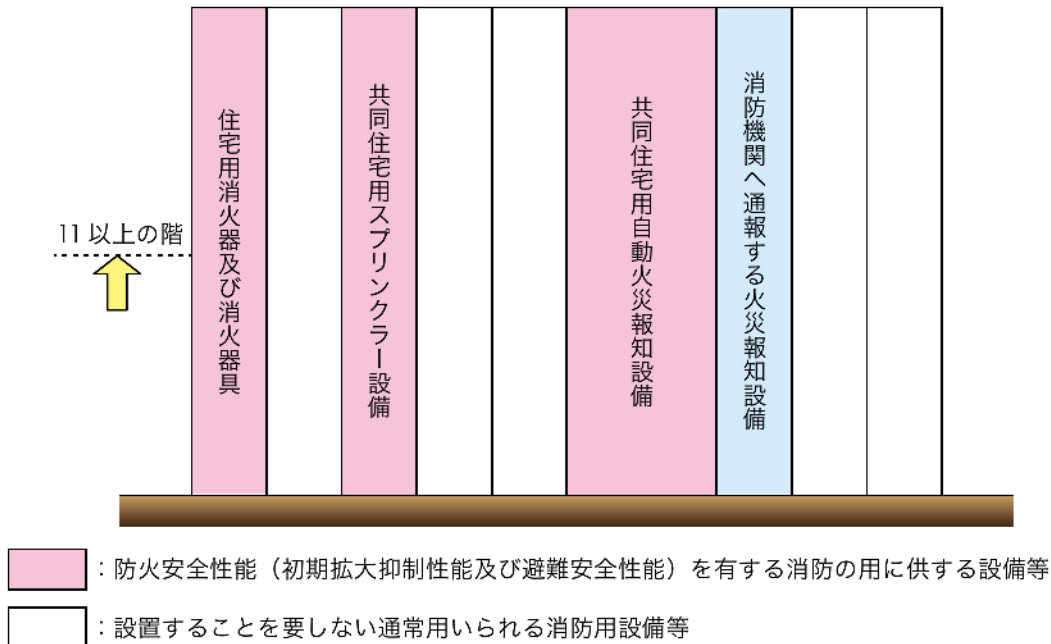 住宅用消火器及び消火器具
共同住宅用スプリンクラー設備
共同住宅用自動火災報知設備
消防機関へ通報する火災報知設備
11以上の階
：防火安全性能（初期拡大抑制性能及び避難安全性能）を有する消防の用に供する設備等
：設置することを要しない通常用いられる消防用設備等